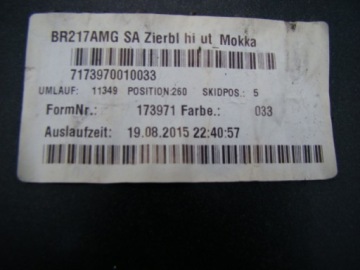 BR217AMG SA Zierbl hi ut_Mokka
7173970010033
UMLAUF: 11349 POSITION 260 SKIDPOS.: 5
FormNr.: 173971 Farbe.: 033
Auslaufzeit: 19.08.2015 22:40:57